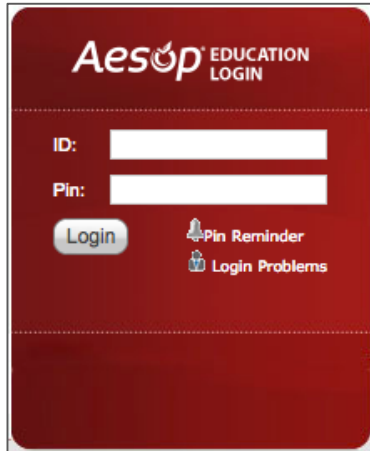 Aesop® EDUCATION
LOGIN
ID:
Pin:
Login
Pin Reminder
Login Problems